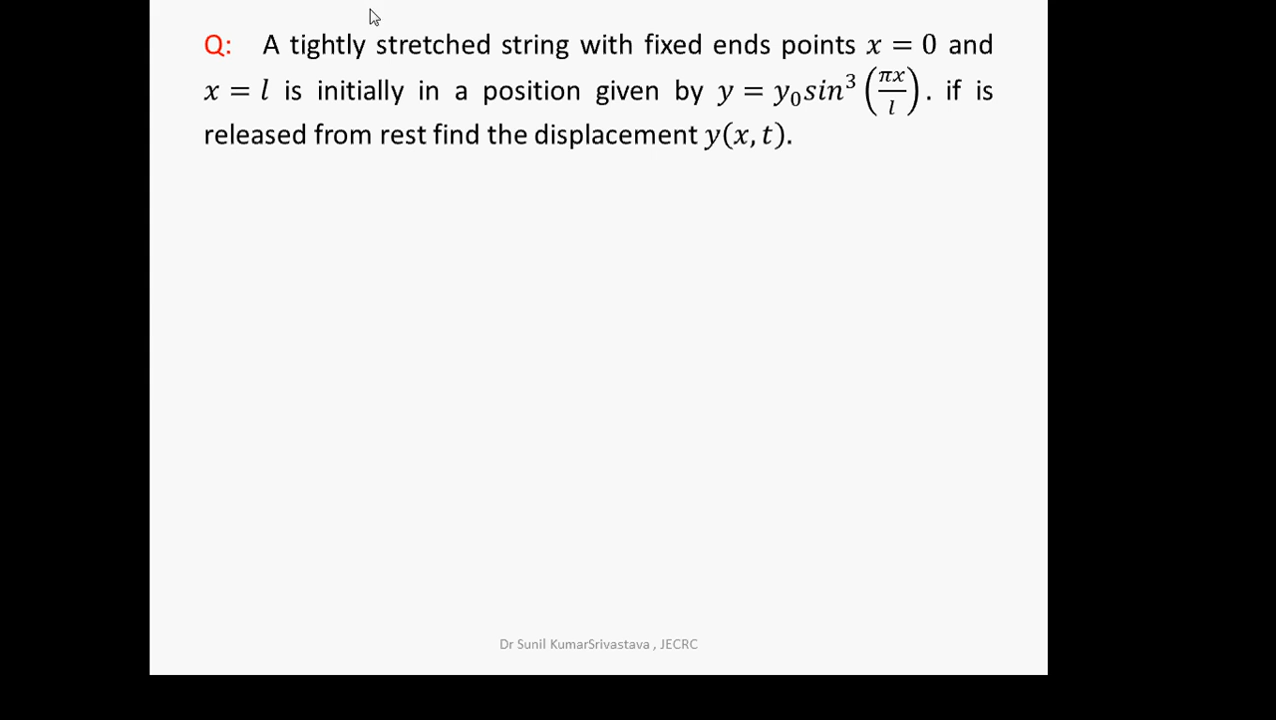 Q: A tightly stretched string with fixed ends points x = 0 and
x = l is initially in a position given by y = y₀sin³(πx/l). if is
released from rest find the displacement y(x, t).
Dr Sunil KumarSrivastava , JECRC